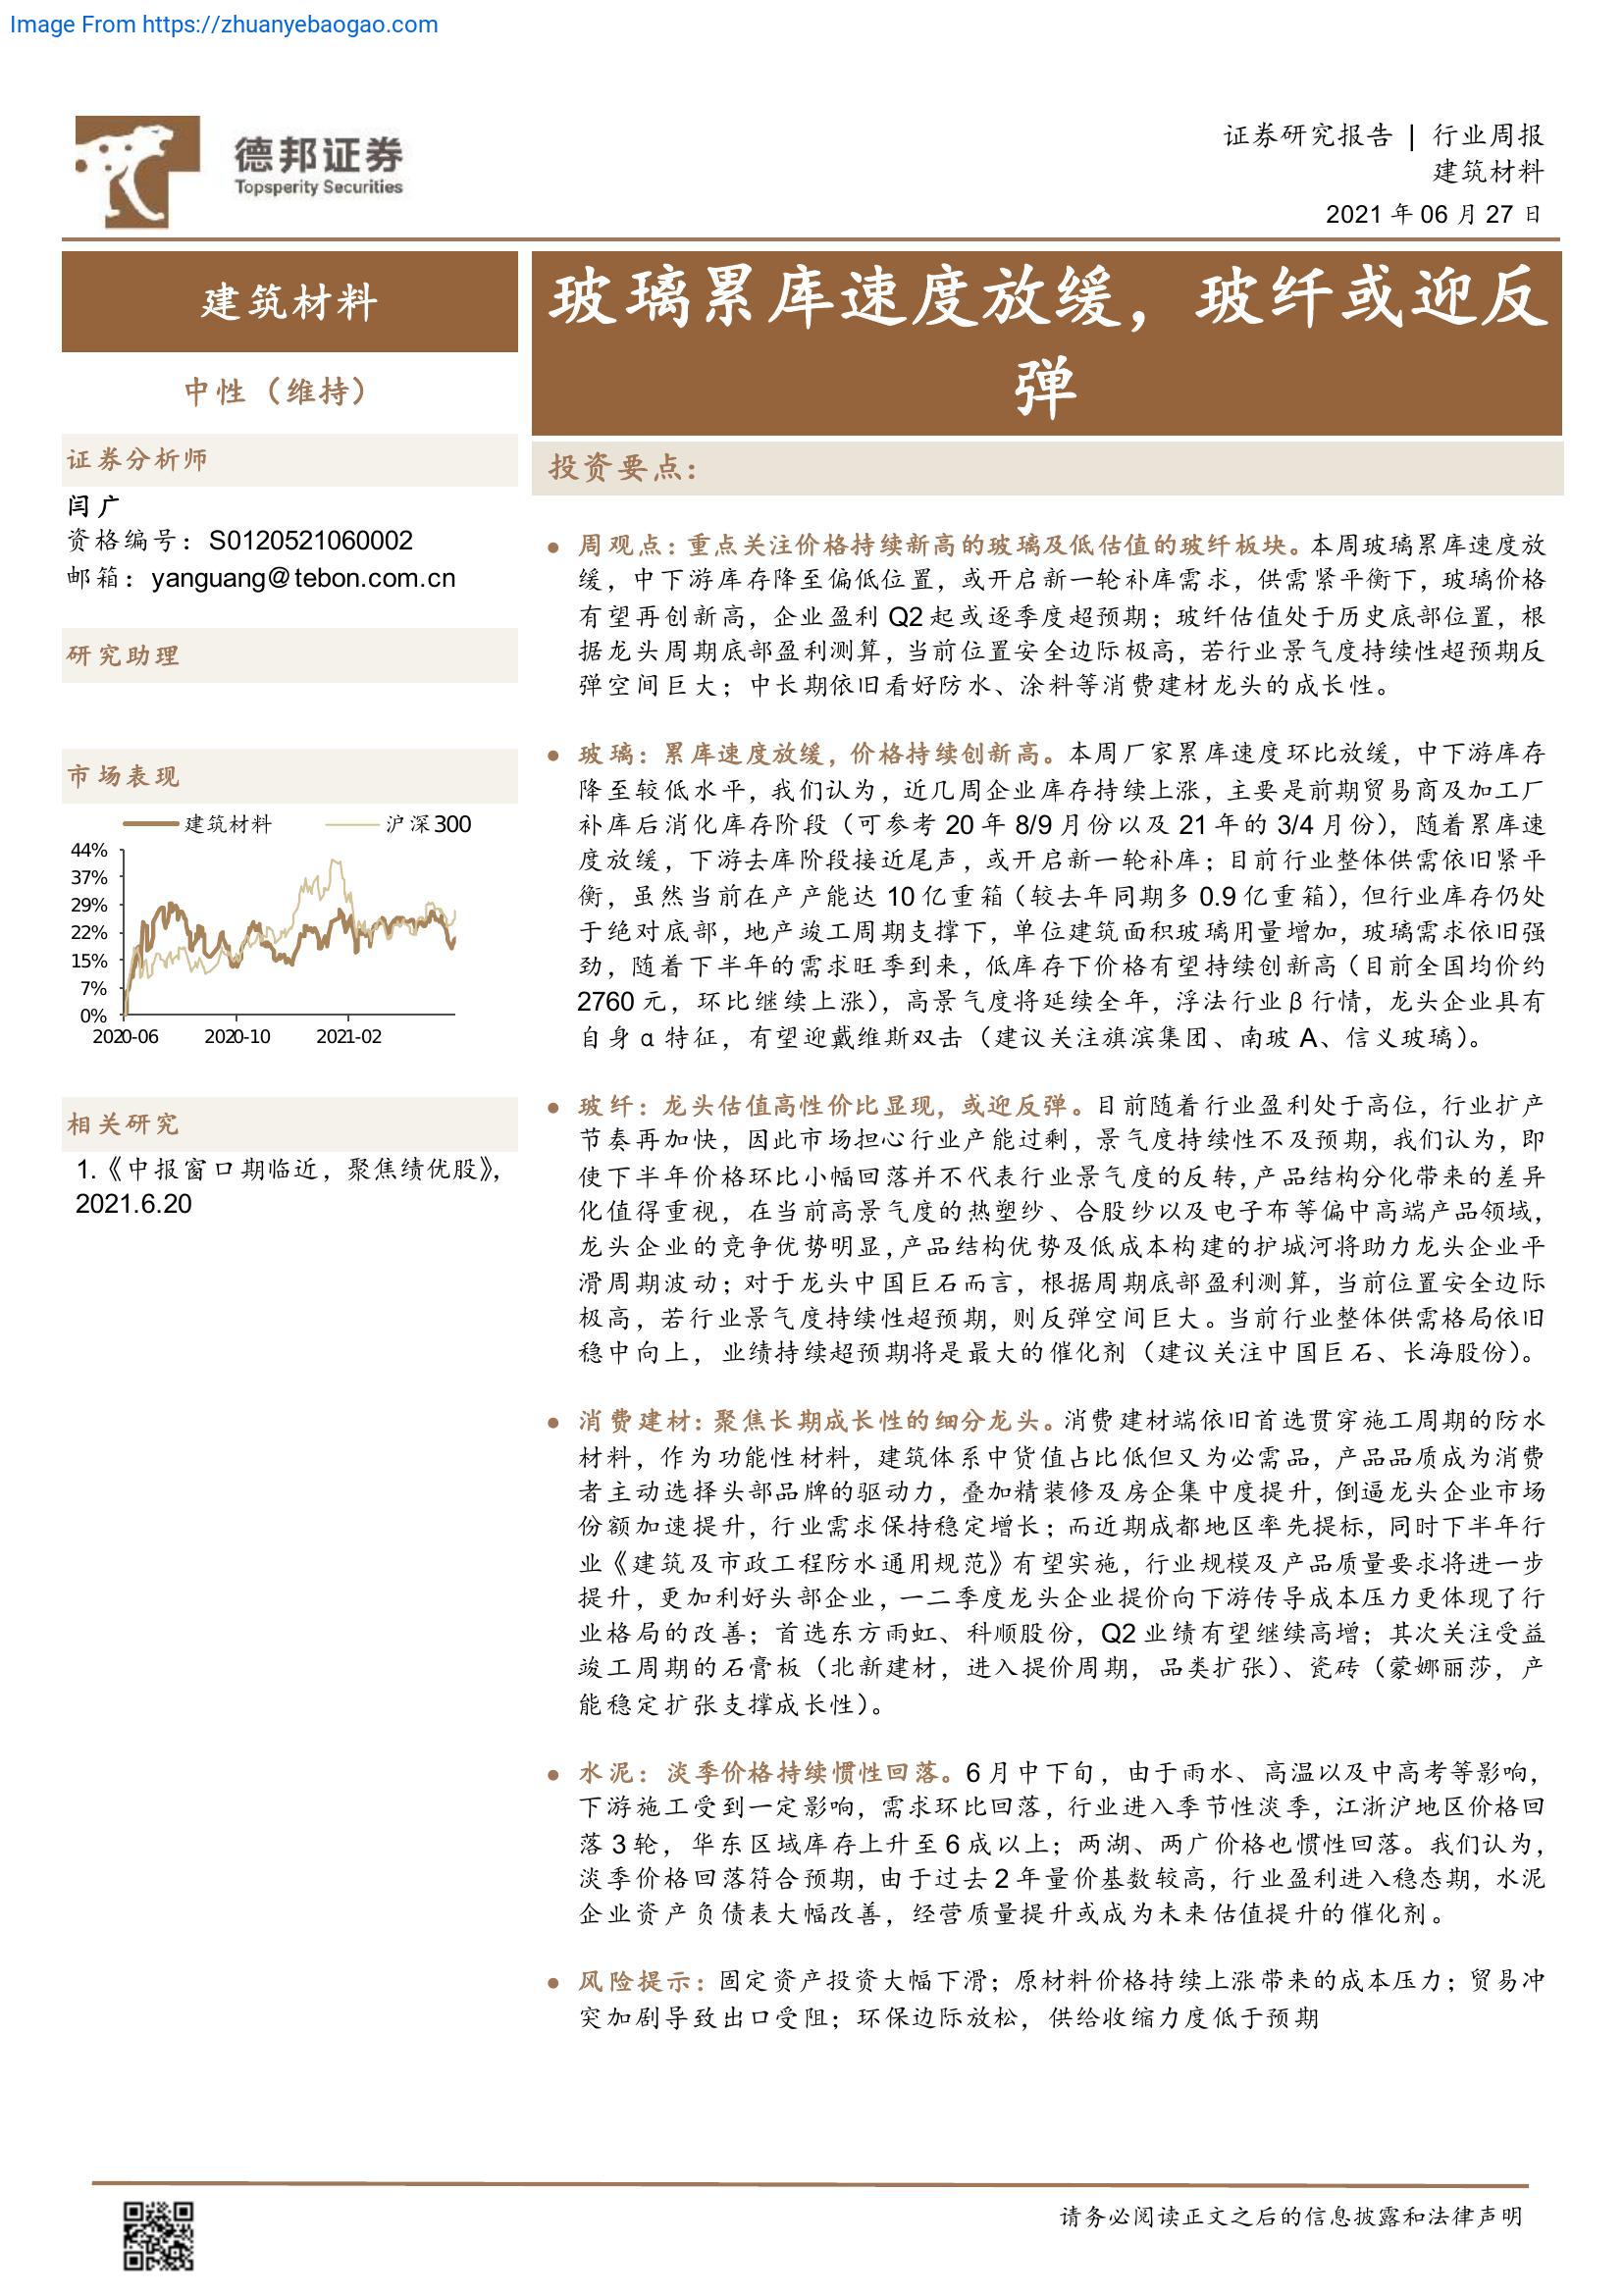 Image From https://zhuanyebaogao.com
德邦证券
Topsperity Securities
证券研究报告 | 行业周报
建筑材料
2021 年 06 月 27 日
建筑材料
中性（维持）
证券分析师
闫广
资格编号：S0120521060002
邮箱：yanguang@tebon.com.cn
研究助理
市场表现
建筑材料 沪深300
44%
37%
29%
22%
15%
7%
0%
2020-06 2020-10 2021-02
相关研究
1.《中报窗口期临近，聚焦绩优股》，
2021.6.20
玻璃累库速度放缓，玻纤或迎反
弹
投资要点：
● 周观点：重点关注价格持续新高的玻璃及低估值的玻纤板块。本周玻璃累库速度放
缓，中下游库存降至偏低位置，或开启新一轮补库需求，供需紧平衡下，玻璃价格
有望再创新高，企业盈利 Q2 起或逐季度超预期；玻纤估值处于历史底部位置，根
据龙头周期底部盈利测算，当前位置安全边际极高，若行业景气度持续性超预期反
弹空间巨大；中长期依旧看好防水、涂料等消费建材龙头的成长性。
● 玻璃：累库速度放缓，价格持续创新高。本周厂家累库速度环比放缓，中下游库存
降至较低水平，我们认为，近几周企业库存持续上涨，主要是前期贸易商及加工厂
补库后消化库存阶段（可参考 20 年 8/9 月份以及 21 年的 3/4 月份），随着累库速
度放缓，下游去库阶段接近尾声，或开启新一轮补库；目前行业整体供需依旧紧平
衡，虽然当前在产产能达 10 亿重箱（较去年同期多 0.9 亿重箱），但行业库存仍处
于绝对底部，地产竣工周期支撑下，单位建筑面积玻璃用量增加，玻璃需求依旧强
劲，随着下半年的需求旺季到来，低库存下价格有望持续创新高（目前全国均价约
2760 元，环比继续上涨），高景气度将延续全年，浮法行业 β 行情，龙头企业具有
自身 α 特征，有望迎戴维斯双击（建议关注旗滨集团、南玻 A、信义玻璃）。
● 玻纤：龙头估值高性价比显现，或迎反弹。目前随着行业盈利处于高位，行业扩产
节奏再加快，因此市场担心行业产能过剩，景气度持续性不及预期，我们认为，即
使下半年价格环比小幅回落并不代表行业景气度的反转，产品结构分化带来的差异
化值得重视，在当前高景气度的热塑纱、合股纱以及电子布等偏中高端产品领域，
龙头企业的竞争优势明显，产品结构优势及低成本构建的护城河将助力龙头企业平
滑周期波动；对于龙头中国巨石而言，根据周期底部盈利测算，当前位置安全边际
极高，若行业景气度持续性超预期，则反弹空间巨大。当前行业整体供需格局依旧
稳中向上，业绩持续超预期将是最大的催化剂（建议关注中国巨石、长海股份）。
● 消费建材：聚焦长期成长性的细分龙头。消费建材端依旧首选贯穿施工周期的防水
材料，作为功能性材料，建筑体系中货值占比低但又为必需品，产品品质成为消费
者主动选择头部品牌的驱动力，叠加精装修及房企集中度提升，倒逼龙头企业市场
份额加速提升，行业需求保持稳定增长；而近期成都地区率先提标，同时下半年行
业《建筑及市政工程防水通用规范》有望实施，行业规模及产品质量要求将进一步
提升，更加利好头部企业，一二季度龙头企业提价向下游传导成本压力更体现了行
业格局的改善；首选东方雨虹、科顺股份，Q2 业绩有望继续高增；其次关注受益
竣工周期的石膏板（北新建材，进入提价周期，品类扩张）、瓷砖（蒙娜丽莎，产
能稳定扩张支撑成长性）。
● 水泥：淡季价格持续惯性回落。6 月中下旬，由于雨水、高温以及中高考等影响，
下游施工受到一定影响，需求环比回落，行业进入季节性淡季，江浙沪地区价格回
落 3 轮，华东区域库存上升至 6 成以上；两湖、两广价格也惯性回落。我们认为，
淡季价格回落符合预期，由于过去 2 年量价基数较高，行业盈利进入稳态期，水泥
企业资产负债表大幅改善，经营质量提升或成为未来估值提升的催化剂。
● 风险提示：固定资产投资大幅下滑；原材料价格持续上涨带来的成本压力；贸易冲
突加剧导致出口受阻；环保边际放松，供给收缩力度低于预期
请务必阅读正文之后的信息披露和法律声明